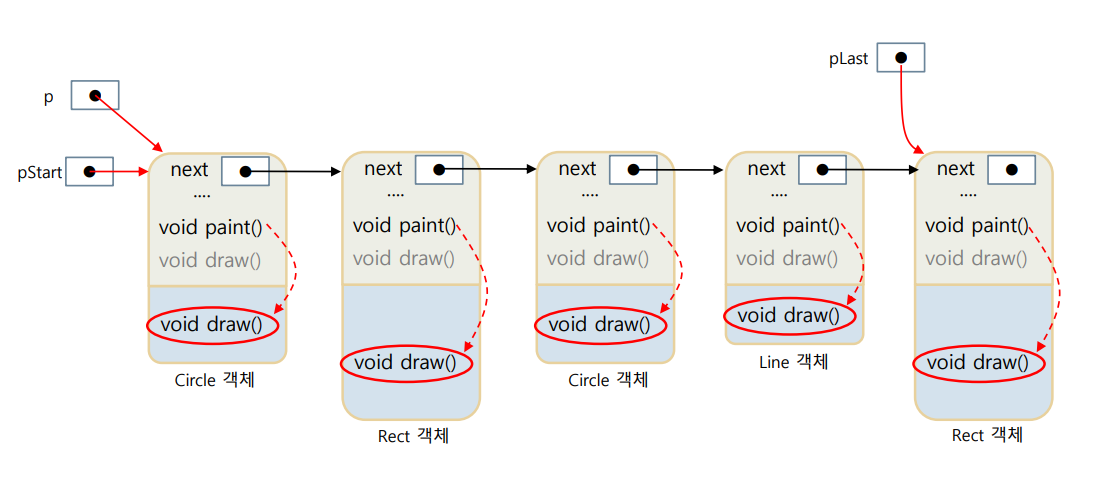 pLast
p
pStart
next
....
void paint()
void draw()
void draw()
Circle 객체
next
....
void paint()
void draw()
void draw()
Rect 객체
next
....
void paint()
void draw()
void draw()
Circle 객체
next
....
void paint()
void draw()
void draw()
Line 객체
next
....
void paint()
void draw()
void draw()
Rect 객체